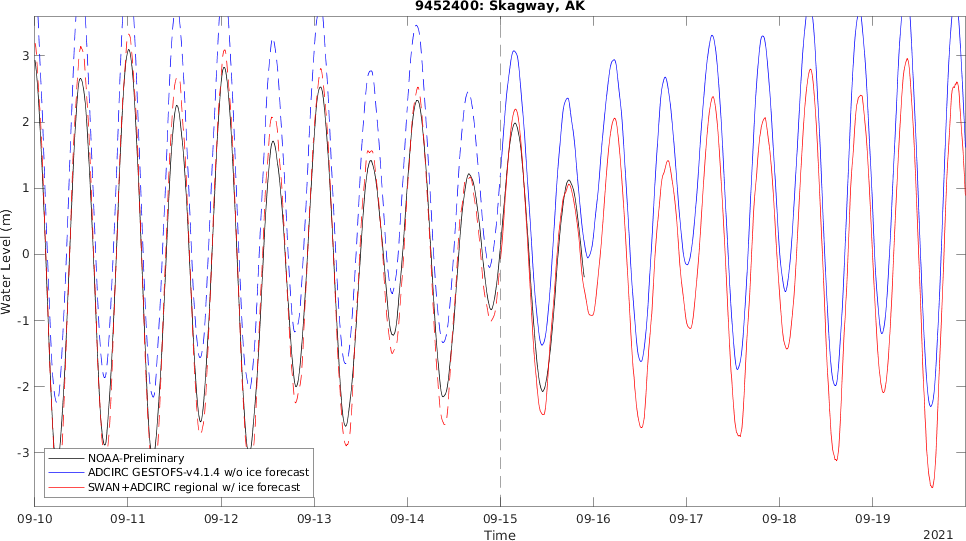 9452400: Skagway, AK
Water Level (m)
3
2
1
0
-1
-2
-3
NOAA-Preliminary
ADCIRC GESTOFS-v4.1.4 w/o ice forecast
SWAN+ADCIRC regional w/ ice forecast
09-10 09-11 09-12 09-13 09-14 09-15 09-16 09-17 09-18 09-19
Time
2021